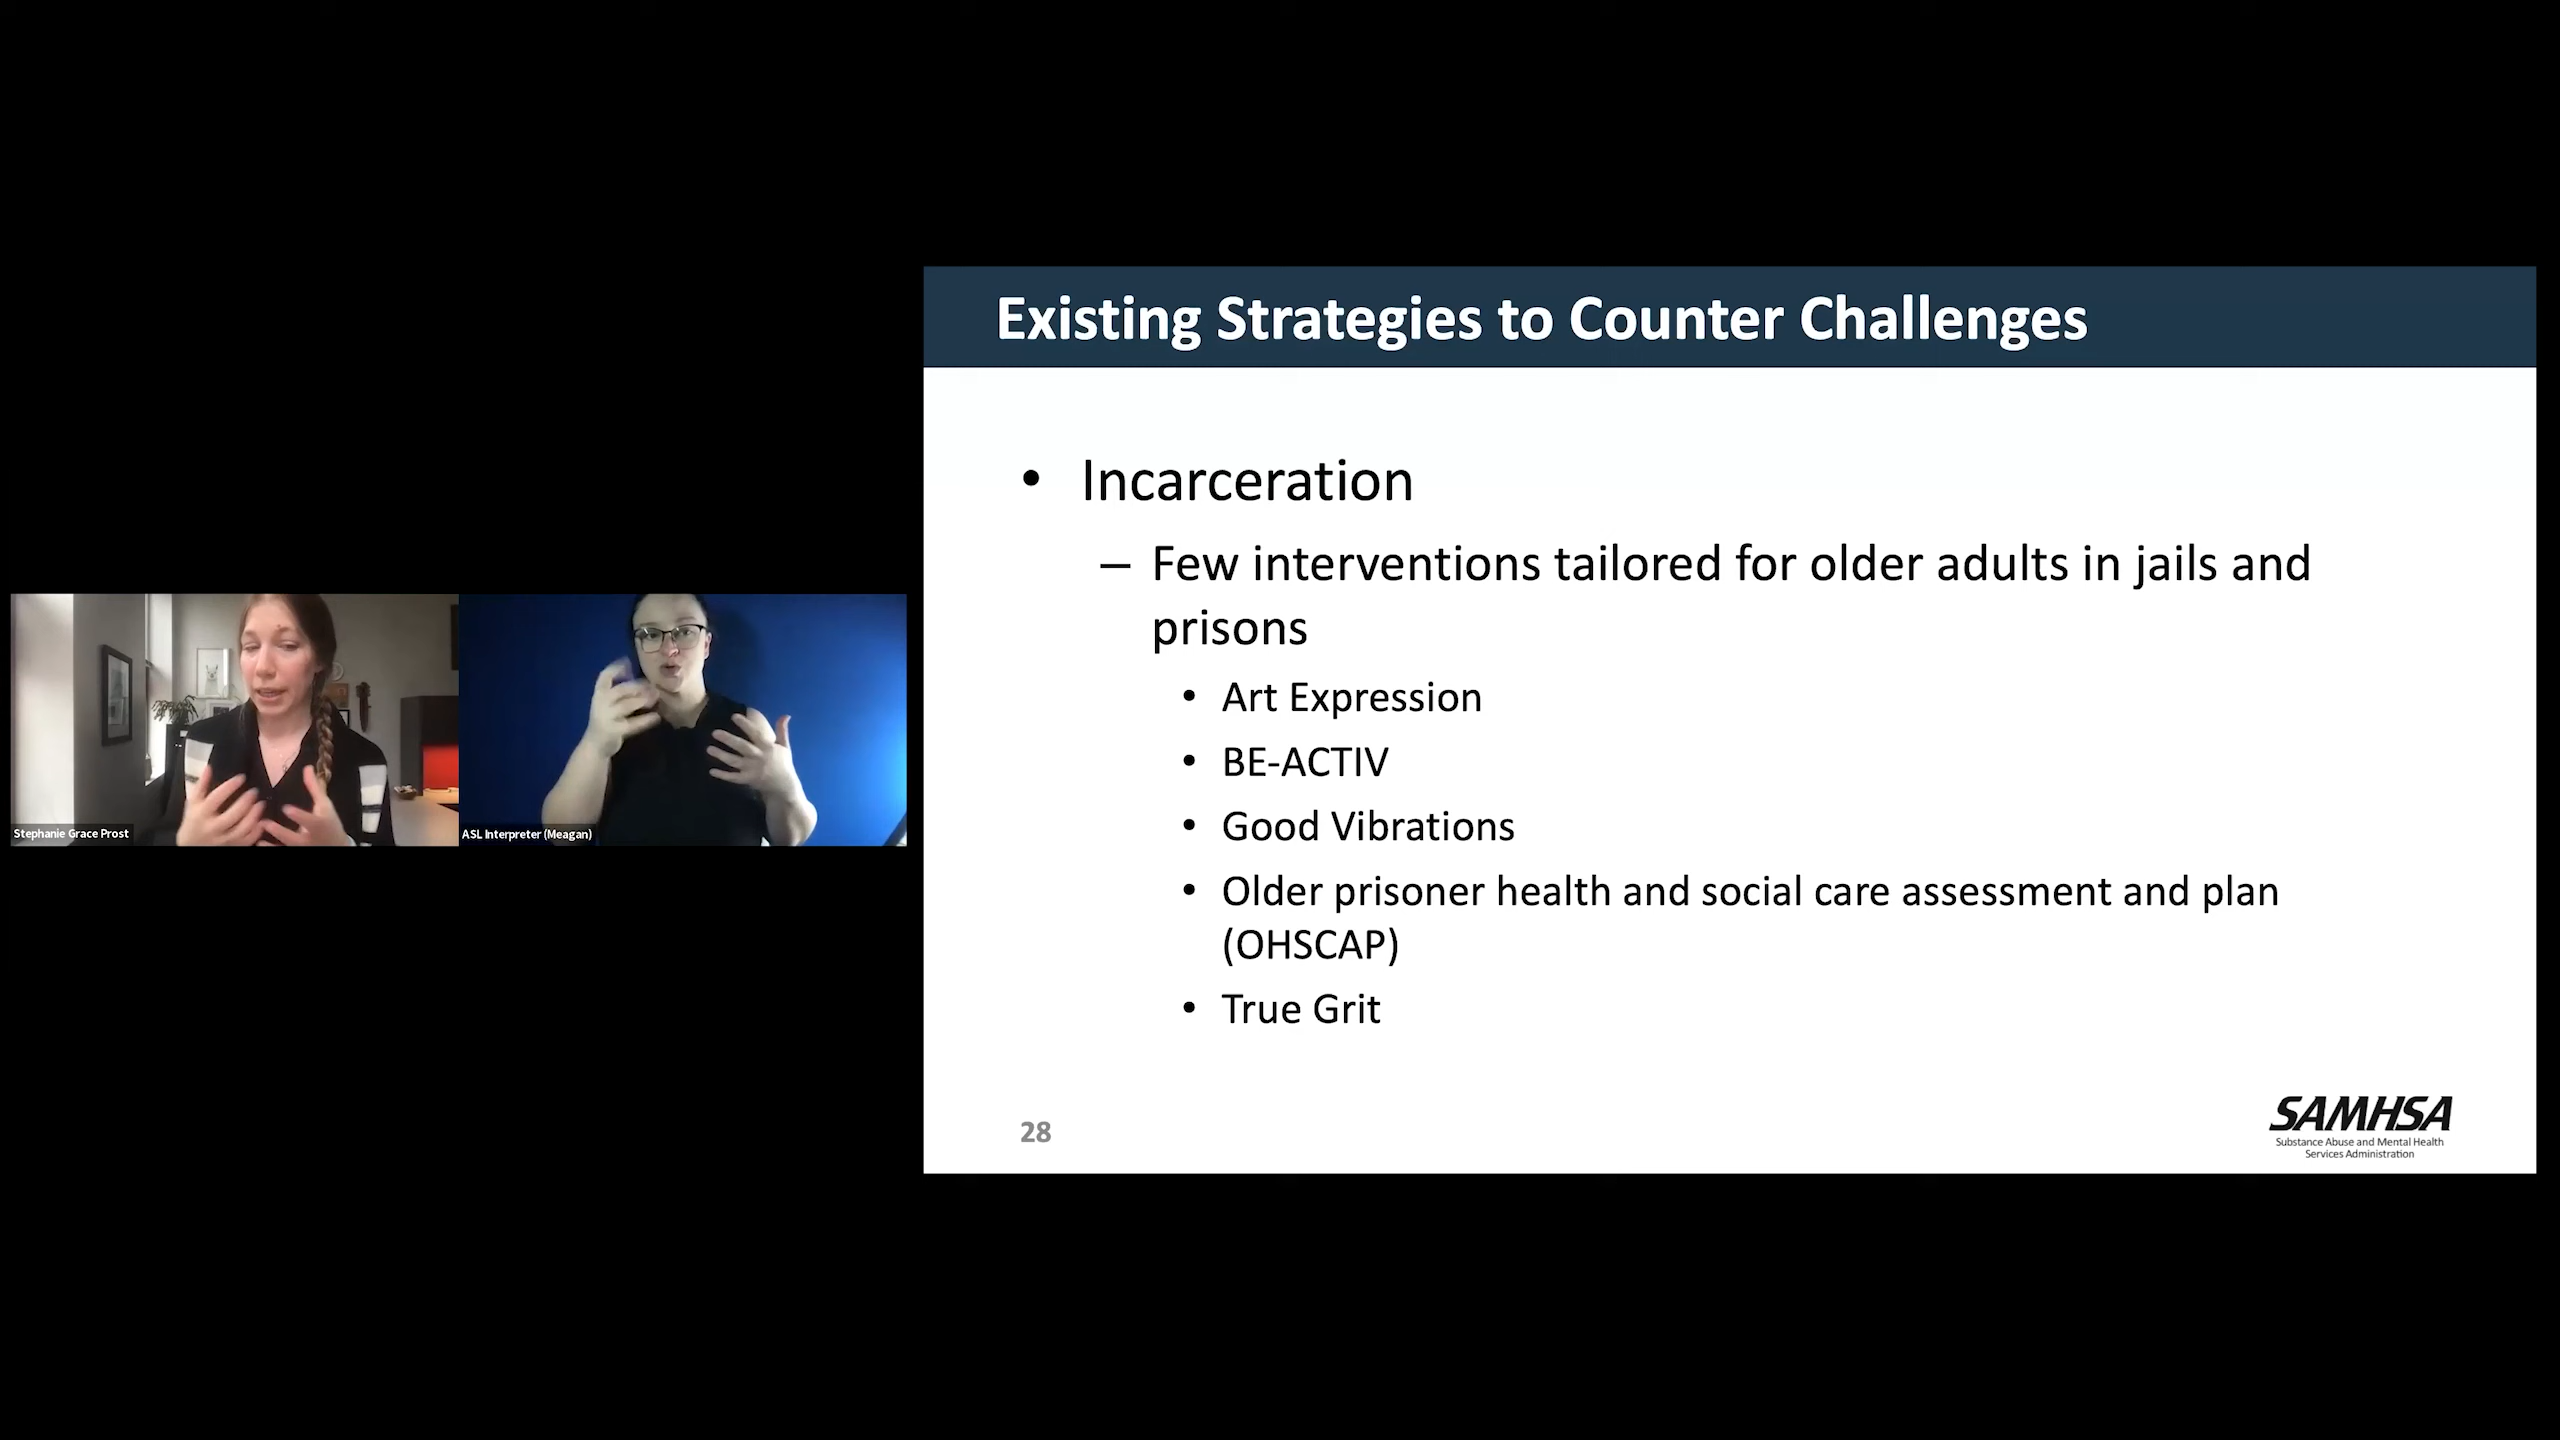 Existing Strategies to Counter Challenges
• Incarceration
– Few interventions tailored for older adults in jails and
prisons
• Art Expression
• BE-ACTIV
• Good Vibrations
• Older prisoner health and social care assessment and plan
(OHSCAP)
• True Grit
28
SAMHSA
Substance Abuse and Mental Health
Services Administration
Stephanie Grace Prost
ASL Interpreter (Meagan)